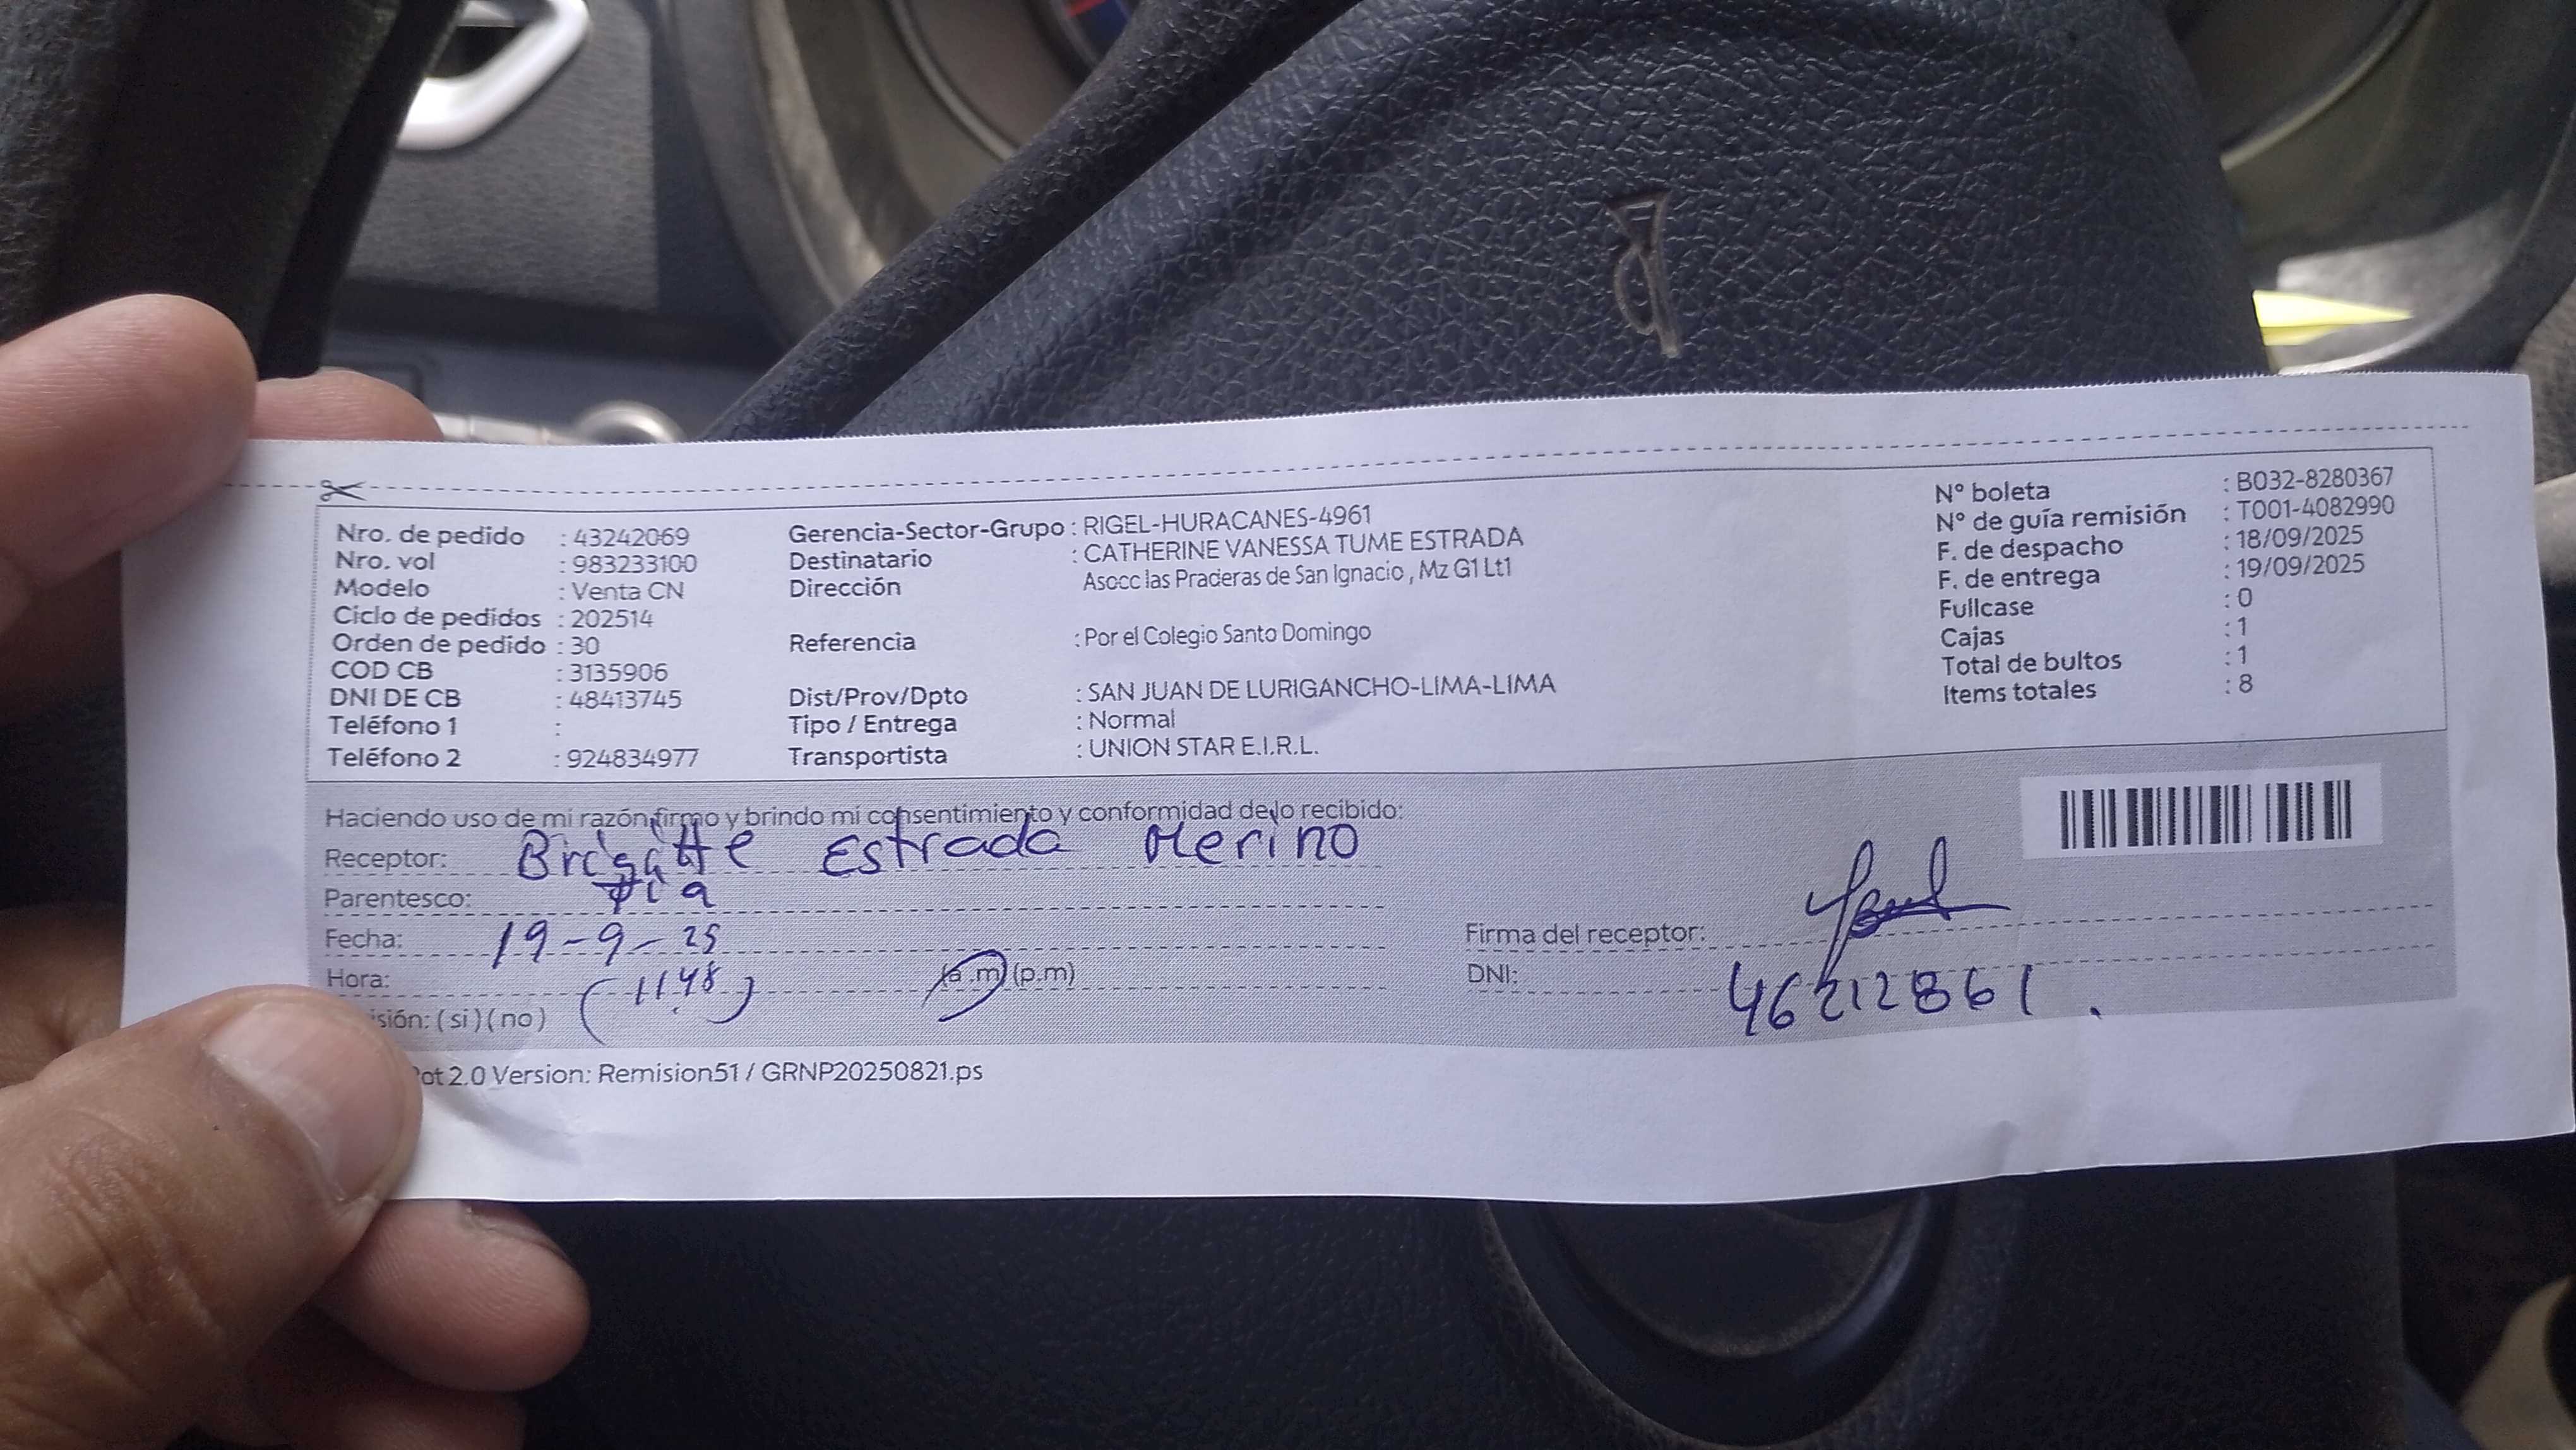 Nro. de pedido : 43242069
Nro. vol : 983233100
Modelo : Venta CN
Ciclo de pedidos : 202514
Orden de pedido : 30
COD CB : 3135906
DNI DE CB : 48413745
Teléfono 1 :
Teléfono 2 : 924834977
Gerencia-Sector-Grupo : RIGEL-HURACANES-4961
Destinatario : CATHERINE VANESSA TUME ESTRADA
Dirección Asocc las Praderas de San Ignacio , Mz G1 Lt1
Referencia : Por el Colegio Santo Domingo
Dist/Prov/Dpto : SAN JUAN DE LURIGANCHO-LIMA-LIMA
Tipo / Entrega : Normal
Transportista : UNION STAR E.I.R.L.
N° boleta : B032-8280367
N° de guía remisión : T001-4082990
F. de despacho : 18/09/2025
F. de entrega : 19/09/2025
Fullcase : 0
Cajas : 1
Total de bultos : 1
Items totales : 8
Haciendo uso de mi razón firmo y brindo mi consentimiento y conformidad de lo recibido:
Receptor: Brigitte Estrada Merino
Parentesco: tia
Fecha: 19-9-25
Hora: (1148) (a.m) (p.m)
isión: (si) (no)
Firma del receptor:
DNI: 46212861.
ot 2.0 Version: Remision51 / GRNP20250821.ps